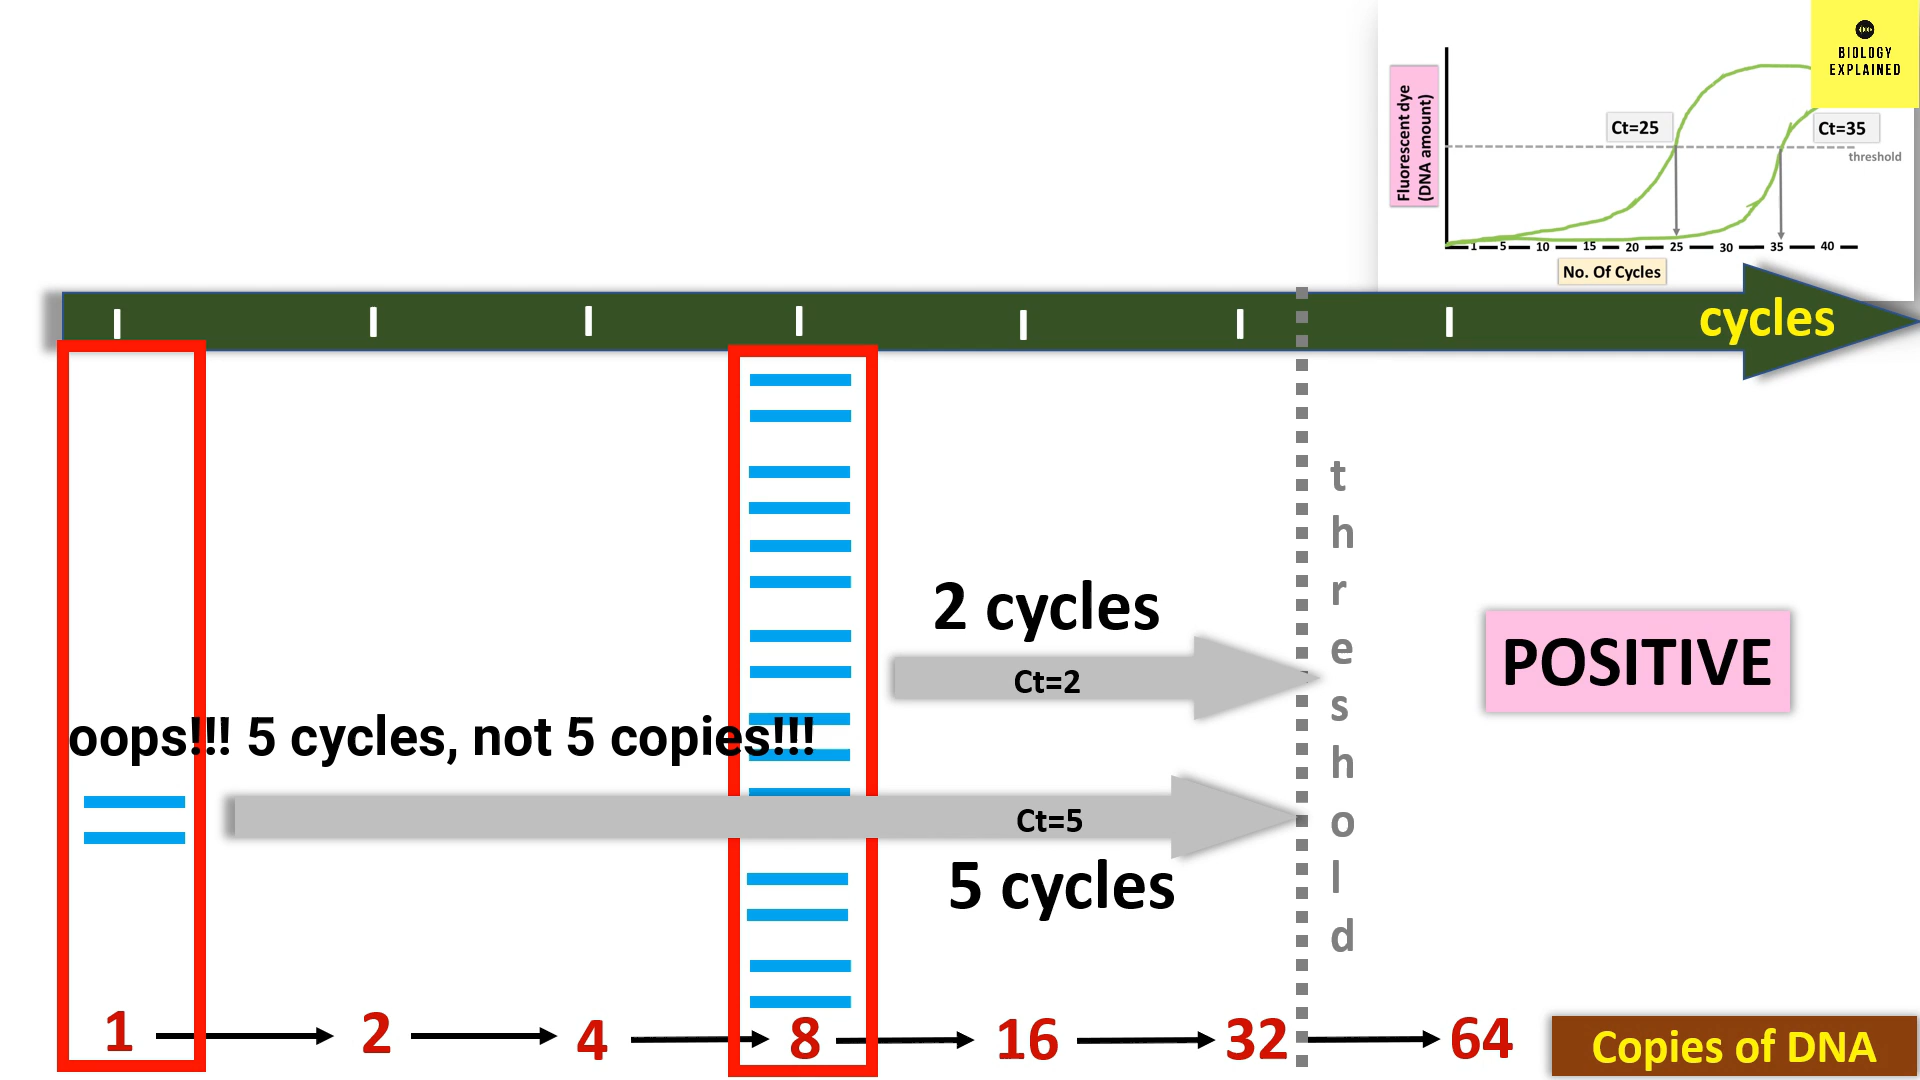 BIOLOGY
EXPLAINED
Fluorescent dye
(DNA amount)
Ct=25
Ct=35
threshold
1 5 10 15 20 25 30 35 40
No. Of Cycles
cycles
2 cycles
Ct=2
threshold
POSITIVE
oops!!! 5 cycles, not 5 copies!!!
Ct=5
5 cycles
1 2 4 8 16 32 64
Copies of DNA